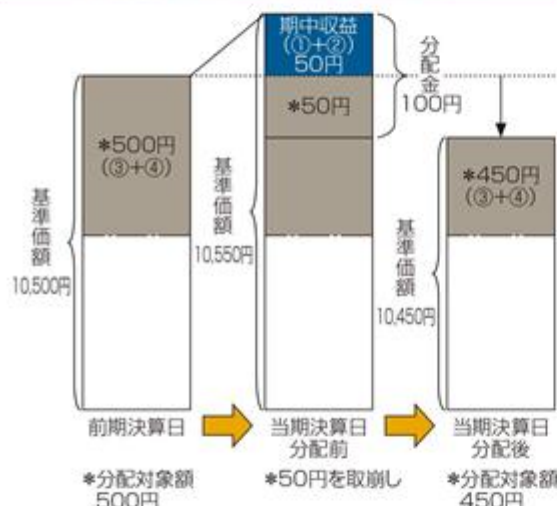 期中収益
(①+②)
50円
分配金
100円
*500円
(③+④)
*50円
*450円
(③+④)
基準価額
10,500円
基準価額
10,550円
基準価額
10,450円
前期決算日
当期決算日
分配前
当期決算日
分配後
*分配対象額
500円
*50円を取崩し
*分配対象額
450円